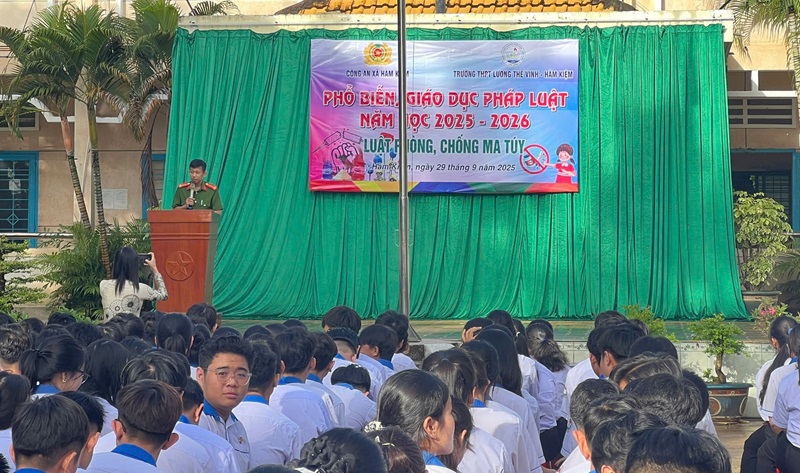 CÔNG AN XÃ HÀM KIỆM
TRƯỜNG THPT LƯƠNG THẾ VINH - HÀM KIỆM
PHỔ BIẾN, GIÁO DỤC PHÁP LUẬT
NĂM HỌC 2025 - 2026
LUẬT PHÒNG, CHỐNG MA TÚY
Hàm Kiệm, ngày 29 tháng 9 năm 2025